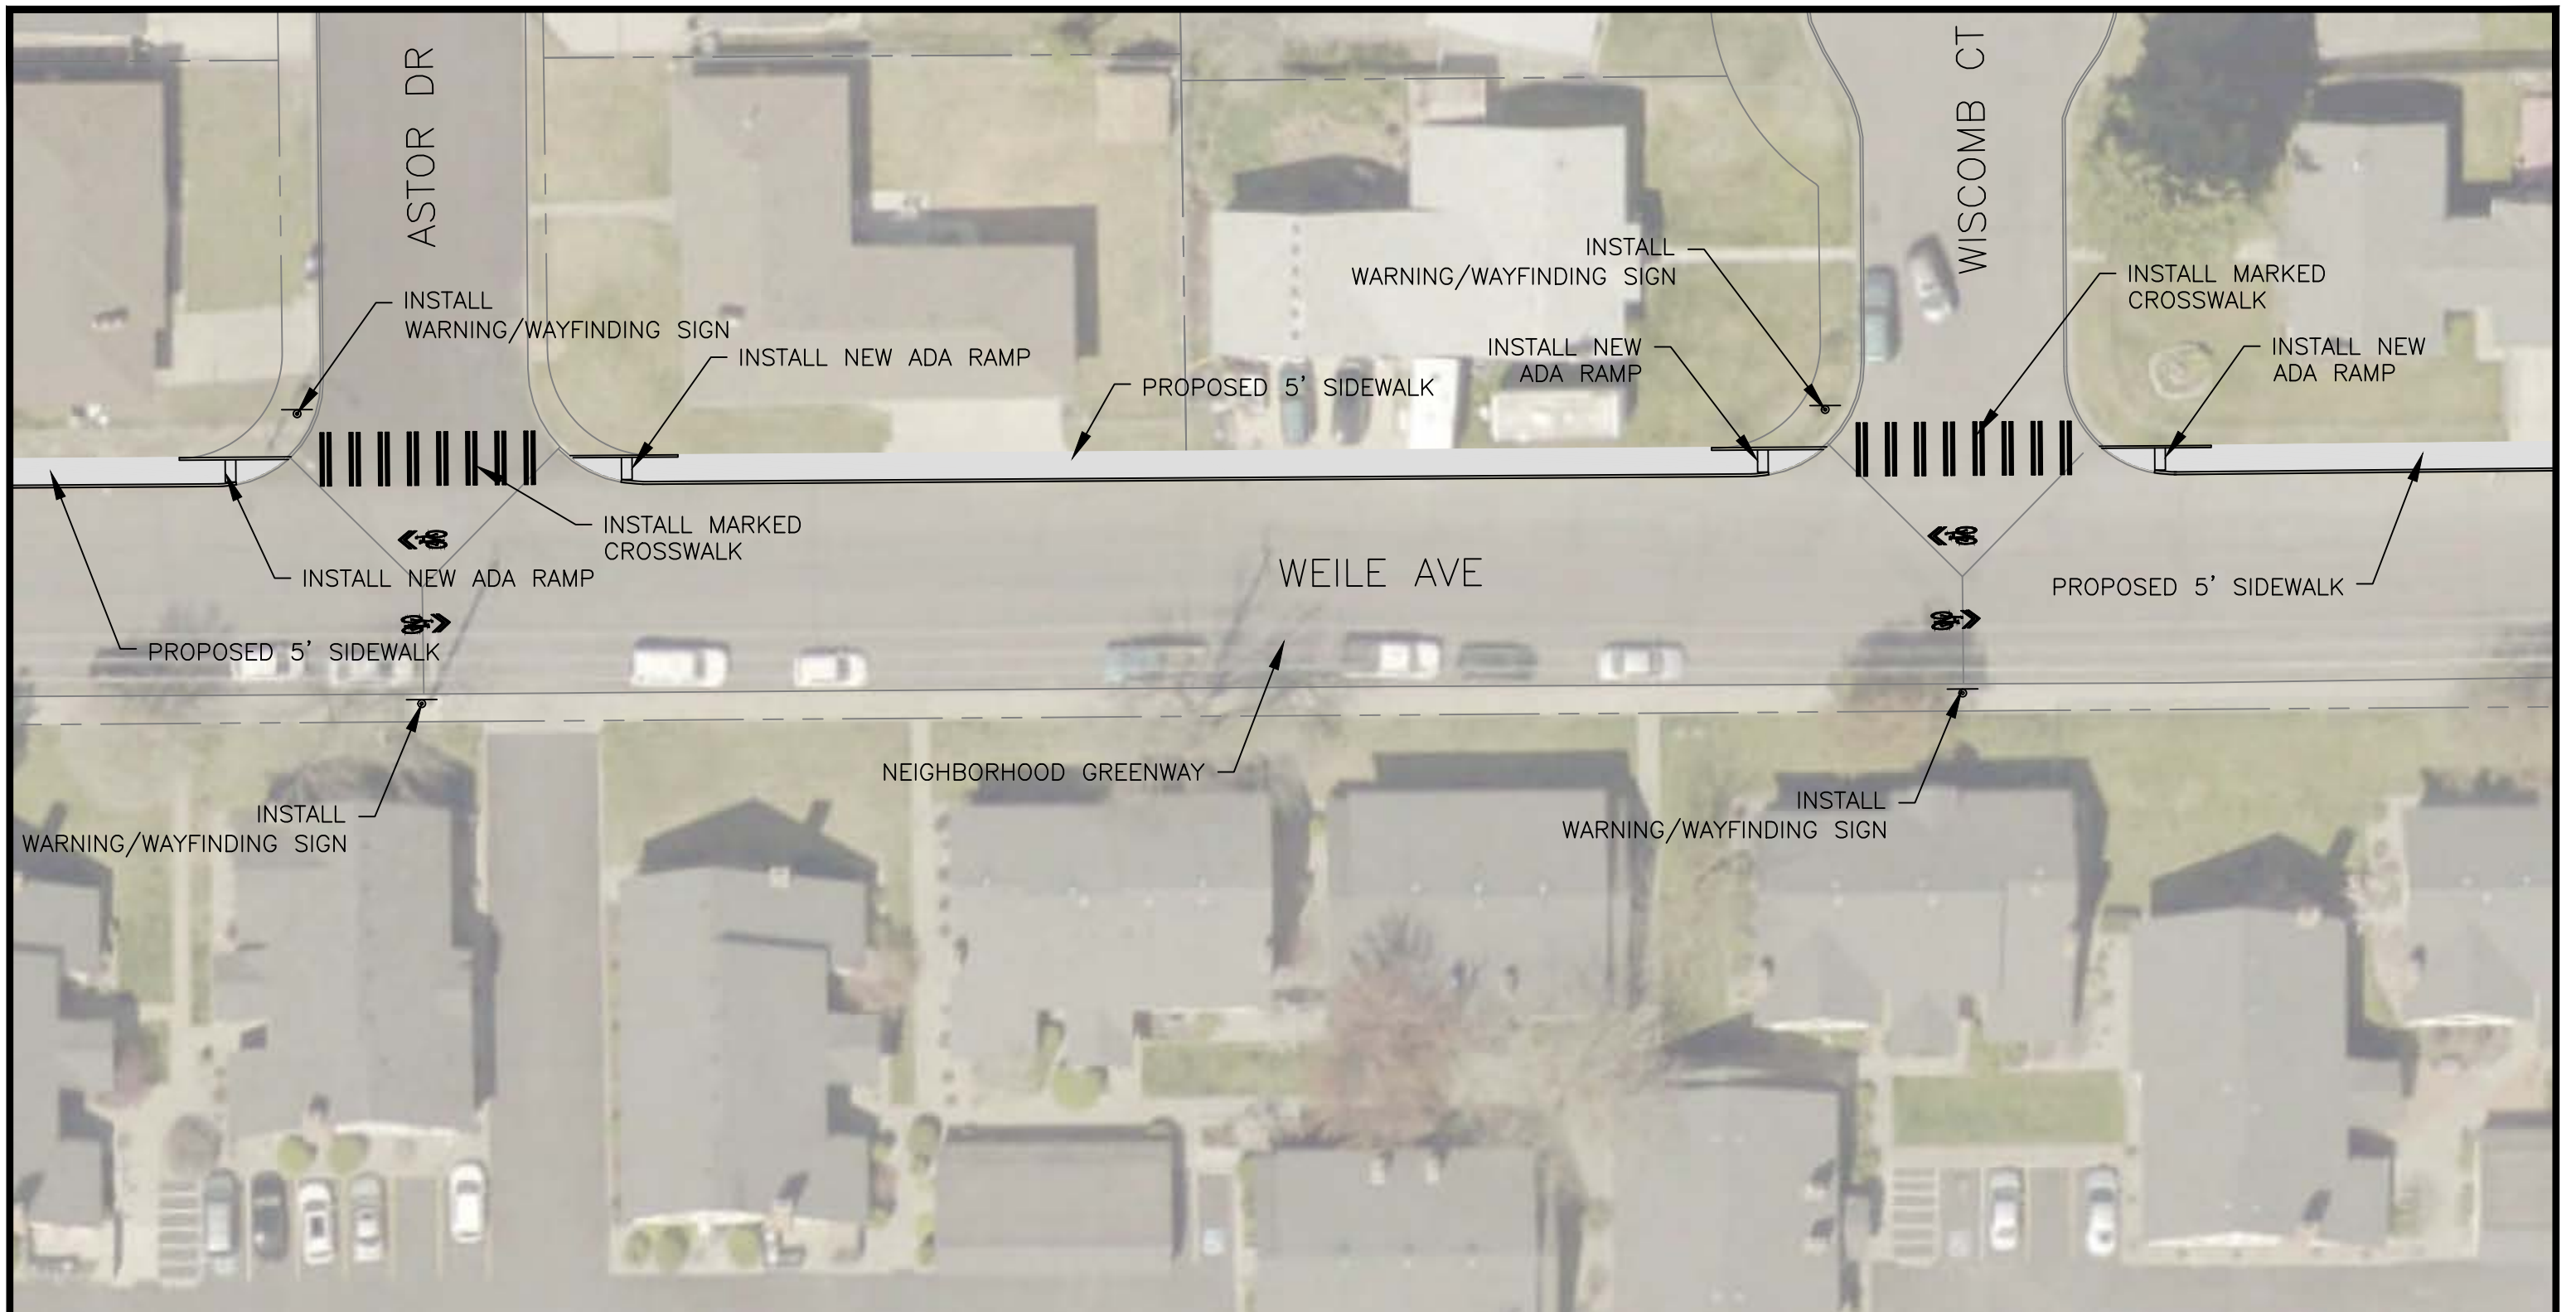 ASTOR DR
WISCOMB CT
INSTALL
WARNING/WAYFINDING SIGN
INSTALL NEW ADA RAMP
PROPOSED 5' SIDEWALK
INSTALL
WARNING/WAYFINDING SIGN
INSTALL NEW
ADA RAMP
INSTALL MARKED
CROSSWALK
INSTALL NEW
ADA RAMP
INSTALL MARKED
CROSSWALK
INSTALL NEW ADA RAMP
PROPOSED 5' SIDEWALK
WEILE AVE
PROPOSED 5' SIDEWALK
NEIGHBORHOOD GREENWAY
INSTALL
WARNING/WAYFINDING SIGN
INSTALL
WARNING/WAYFINDING SIGN